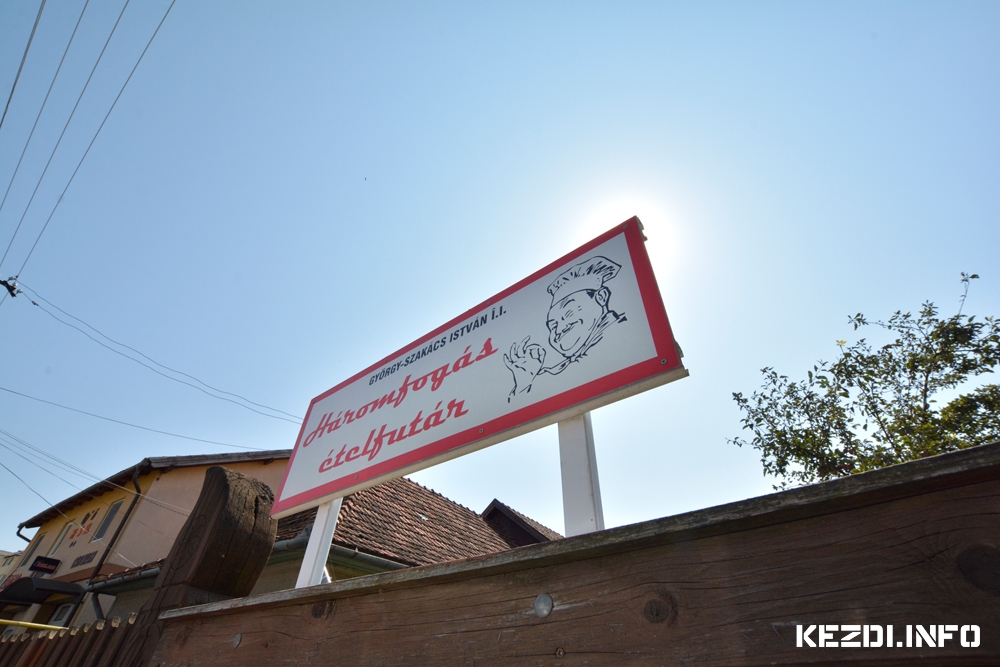 GYÖRGY-SZAKÁCS ISTVÁN Î.I.
Háromfogás
ételfutár
KEZDI.INFO